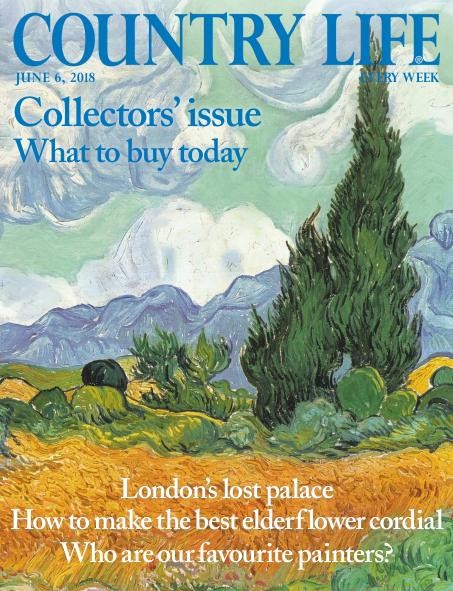 COUNTRY LIFE®
JUNE 6, 2018 EVERY WEEK
Collectors' issue
What to buy today
London's lost palace
How to make the best elderflower cordial
Who are our favourite painters?